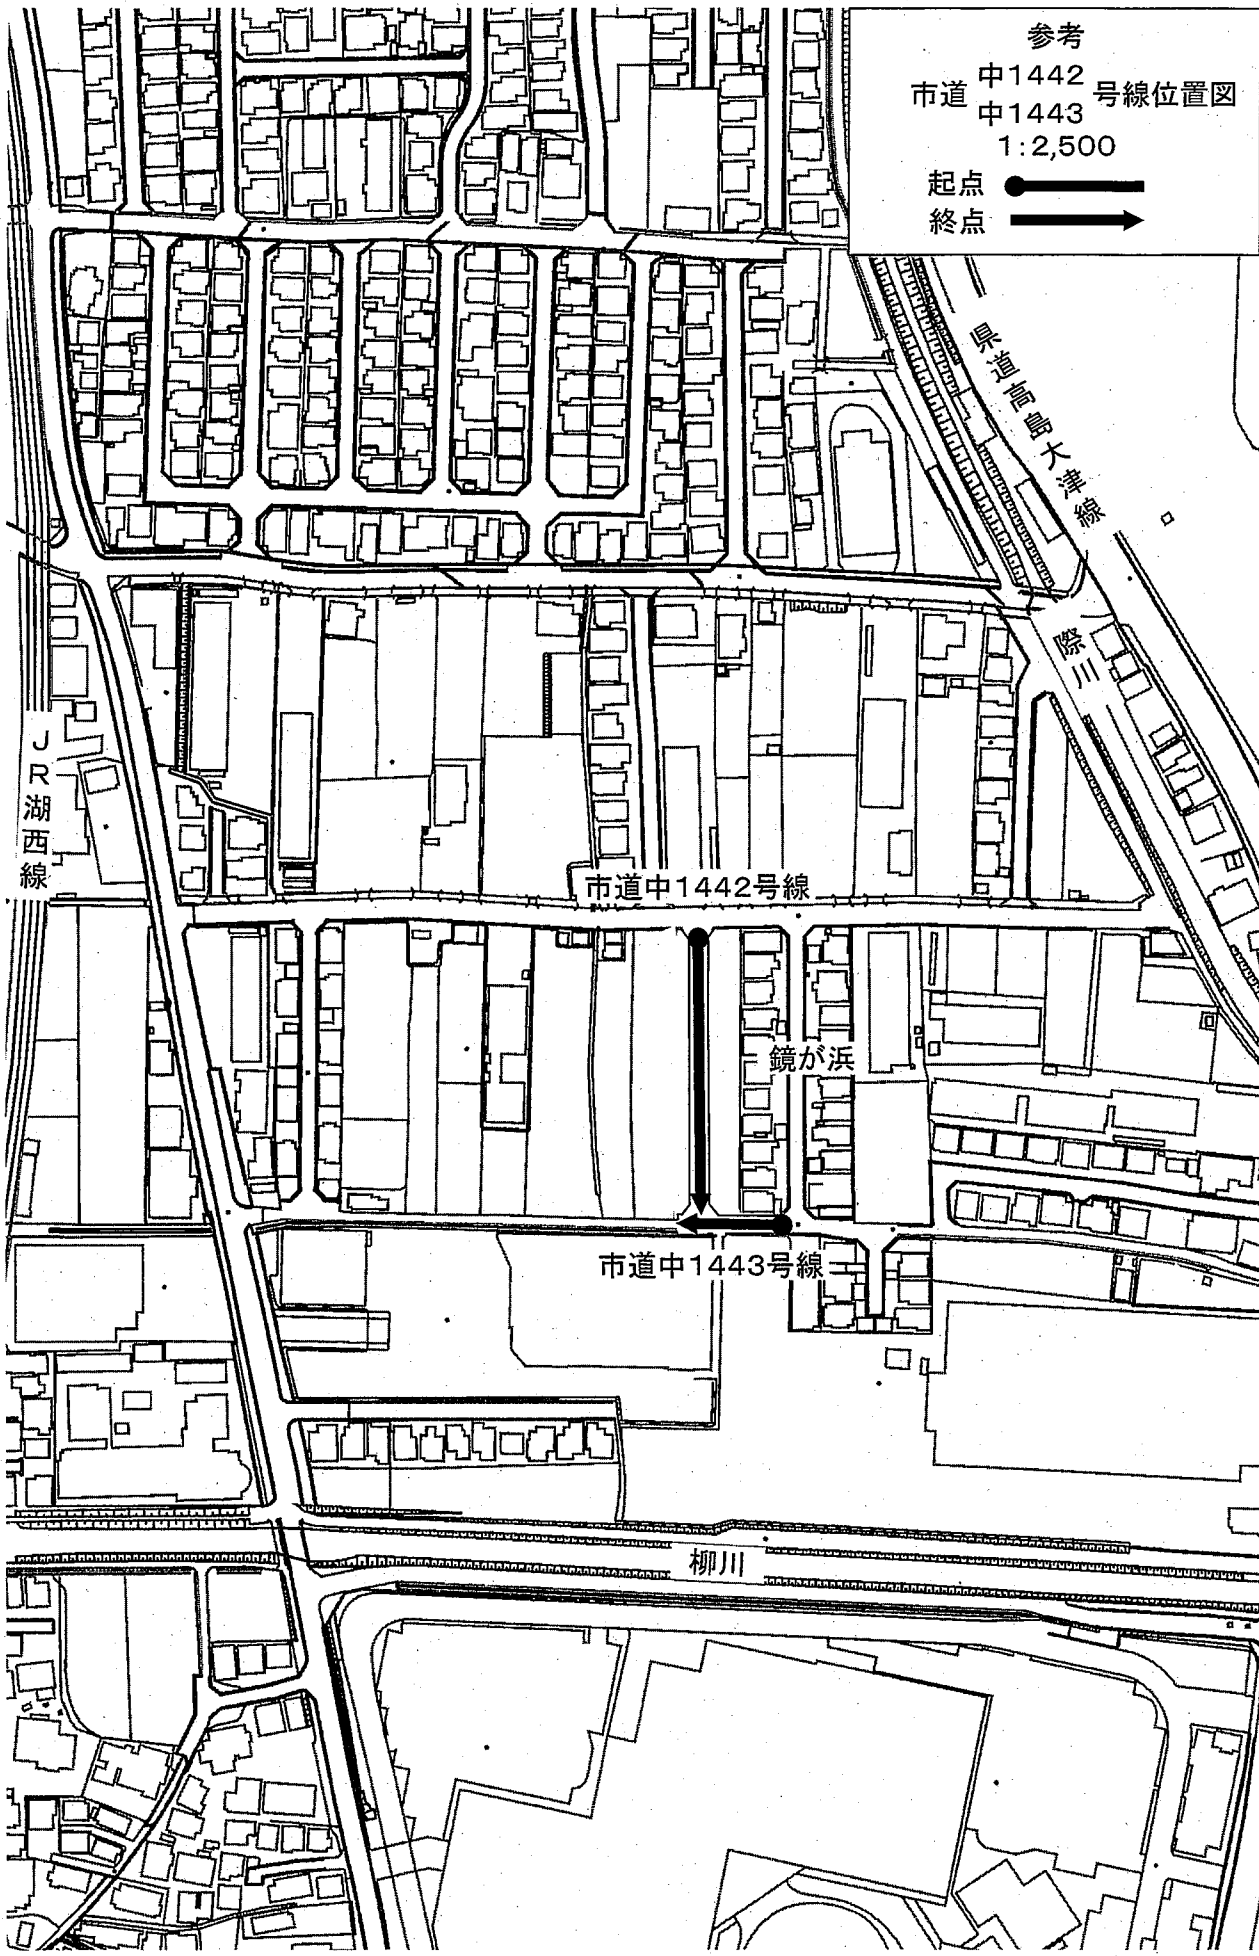 参考
市道 中1442 号線位置図
中1443
1:2,500
起点
終点
県道高島大津線
際川
JR湖西線
市道中1442号線
鏡が浜
市道中1443号線
柳川